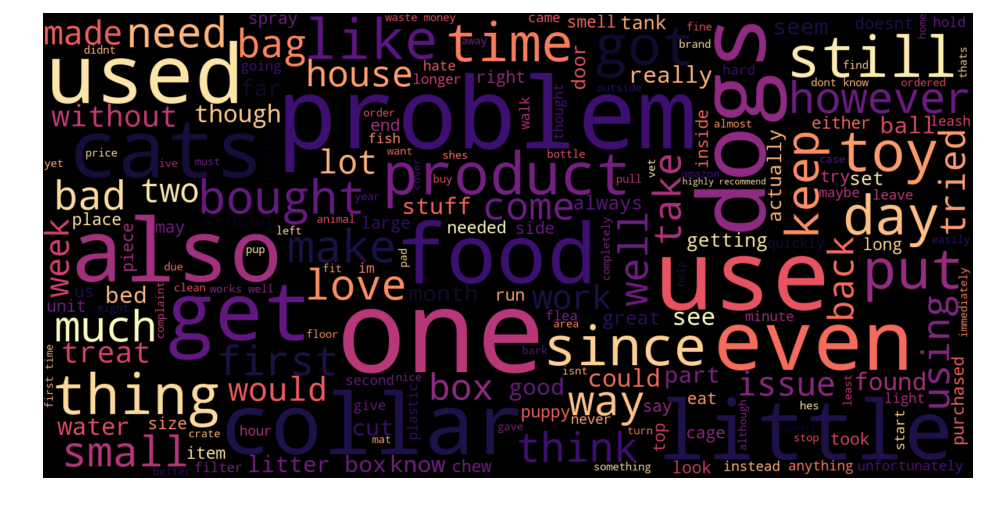 made
need
bag
spray
waste money
like
came
time
smell
tank
fine
brand
got
seem
doesnt
hold
home
thats
didnt
used
going
far
house
hate
away
longer
right
door
really
hard
dogs
still
find
dont know
ordered
without
though
problem
order
end
fish
walk
thought
outside
inside
almost
however
either
ball
leash
yet
price
ive
must
cats
lot
want
shes
bottle
product
buy
cover
year
pull
vet
amazon
highly recommend
actually
keep
case
toy
try
maybe
set
leave
tried
bad
two
bought
stuff
come
always
take
day
place
may
piece
animal
large
needed
side
completely
well
getting
quickly
long
easily
week
also
pup
left
make
pad
food
use
help
back
put
immediately
due
clean
works well
fit
im
love
month
run
work
us
unit
might
bed
complaint
floor
get
one
flea
area
great
see
minute
using
much
treat
first
bark
since
even
first time
thing
would
second
nice
box
good
isnt
could
part
issue
least
found
light
purchased
water
size
crate
hour
give
cut
plastic
gave
puppy
never
way
turn
say
top
eat
cage
although
hes
little
stop
took
start
small
item
collar
mat
think
better
filter
litter box
know
chew
something
look
instead
anything
unfortunately